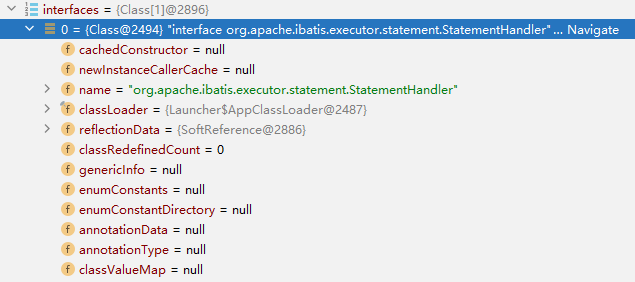 interfaces = {Class[1]@2896}
0 = {Class@2494} "interface org.apache.ibatis.executor.statement.StatementHandler"... Navigate
f cachedConstructor = null
f newInstanceCallerCache = null
f name = "org.apache.ibatis.executor.statement.StatementHandler"
f classLoader = {Launcher$AppClassLoader@2487}
f reflectionData = {SoftReference@2886}
f classRedefinedCount = 0
f genericInfo = null
f enumConstants = null
f enumConstantDirectory = null
f annotationData = null
f annotationType = null
f classValueMap = null